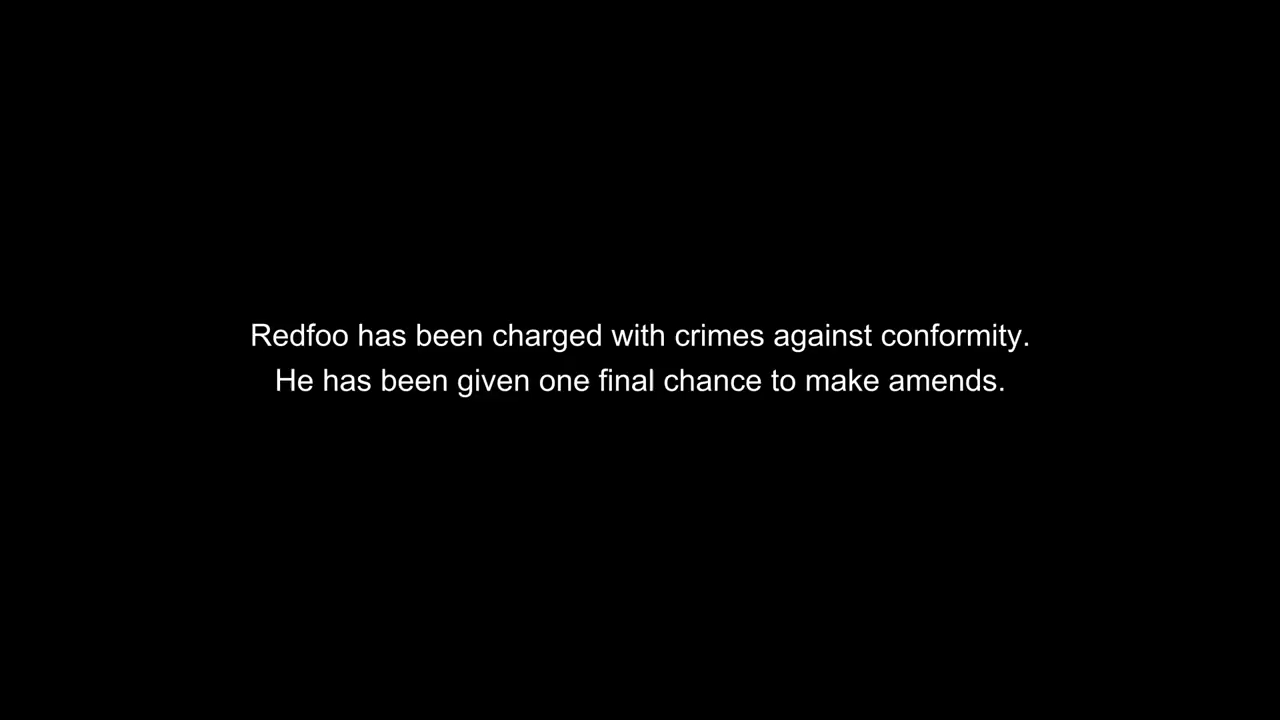 Redfoo has been charged with crimes against conformity.
He has been given one final chance to make amends.